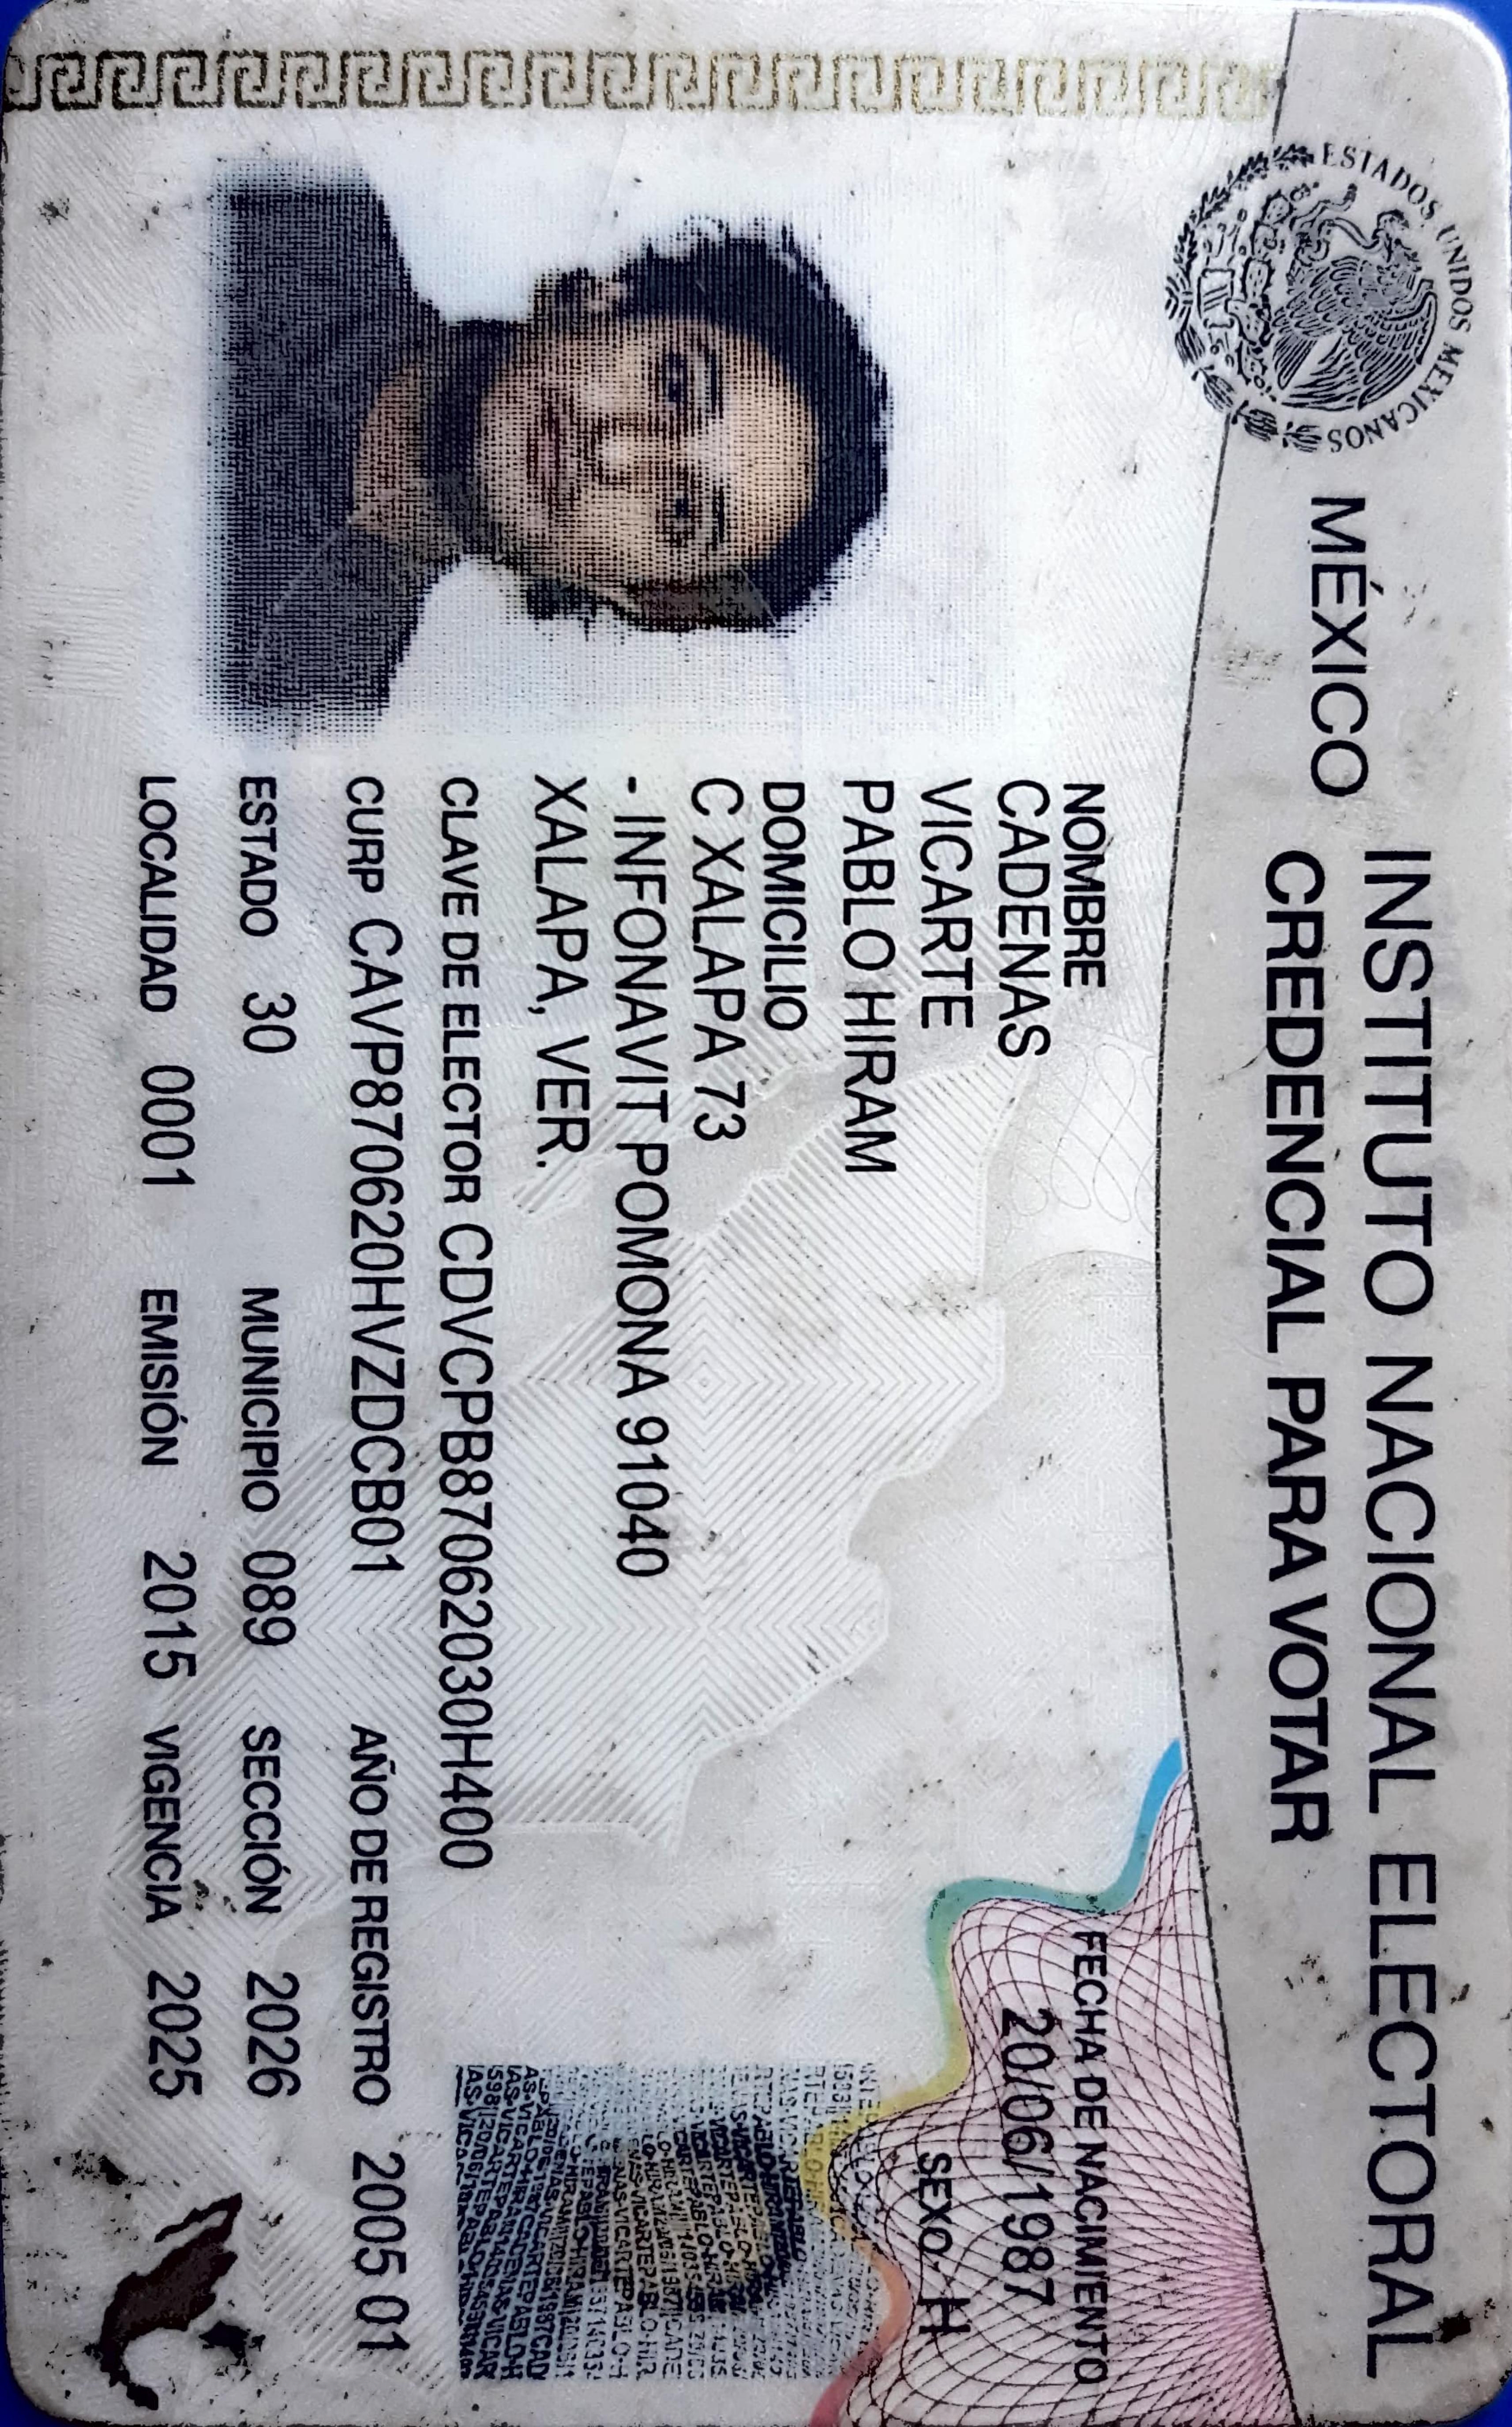 ESTADOS UNIDOS MEXICANOS
MÉXICO INSTITUTO NACIONAL ELECTORAL
CREDENCIAL PARA VOTAR
NOMBRE
CADENAS
VICARTE
PABLO HIRAM
FECHA DE NACIMIENTO
20/06/1987
SEXO H
DOMICILIO
C XALAPA 73
- INFONAVIT POMONA 91040
XALAPA, VER.
CLAVE DE ELECTOR CDVCPB87062030H400
CURP CAVP870620HVZDCB01 AÑO DE REGISTRO 2005 01
ESTADO 30 MUNICIPIO 089 SECCIÓN 2026
LOCALIDAD 0001 EMISIÓN 2015 VIGENCIA 2025